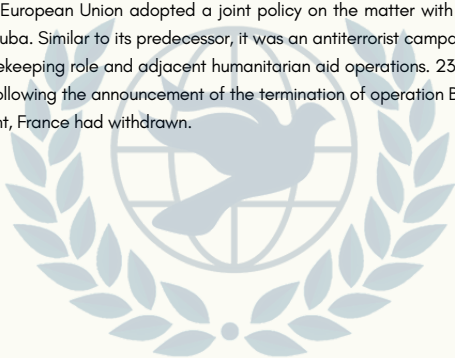 European Union adopted a joint policy on the matter with
uba. Similar to its predecessor, it was an antiterrorist campa
ekeeping role and adjacent humanitarian aid operations. 23
ollowing the announcement of the termination of operation B
nt, France had withdrawn.